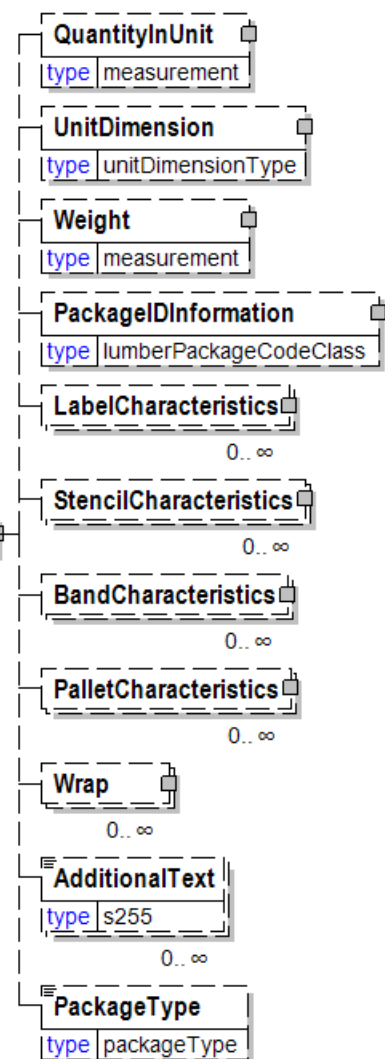 QuantityInUnit
type measurement
UnitDimension
type unitDimensionType
Weight
type measurement
PackageIDInformation
type lumberPackageCodeClass
LabelCharacteristics
0.. ∞
StencilCharacteristics
0.. ∞
BandCharacteristics
0.. ∞
PalletCharacteristics
0.. ∞
Wrap
0.. ∞
AdditionalText
type s255
0.. ∞
PackageType
type packageType